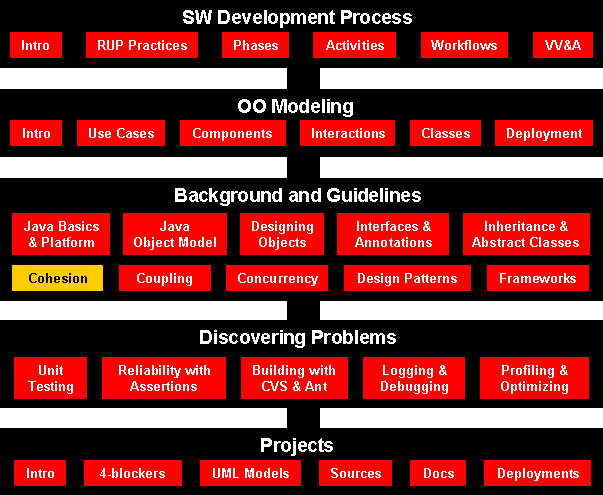 SW Development Process
Intro RUP Practices Phases Activities Workflows VV&A
OO Modeling
Intro Use Cases Components Interactions Classes Deployment
Background and Guidelines
Java Basics Java Designing Interfaces & Inheritance &
& Platform Object Model Objects Annotations Abstract Classes
Cohesion Coupling Concurrency Design Patterns Frameworks
Discovering Problems
Unit Reliability with Building with Logging & Profiling &
Testing Assertions CVS & Ant Debugging Optimizing
Projects
Intro 4-blockers UML Models Sources Docs Deployments